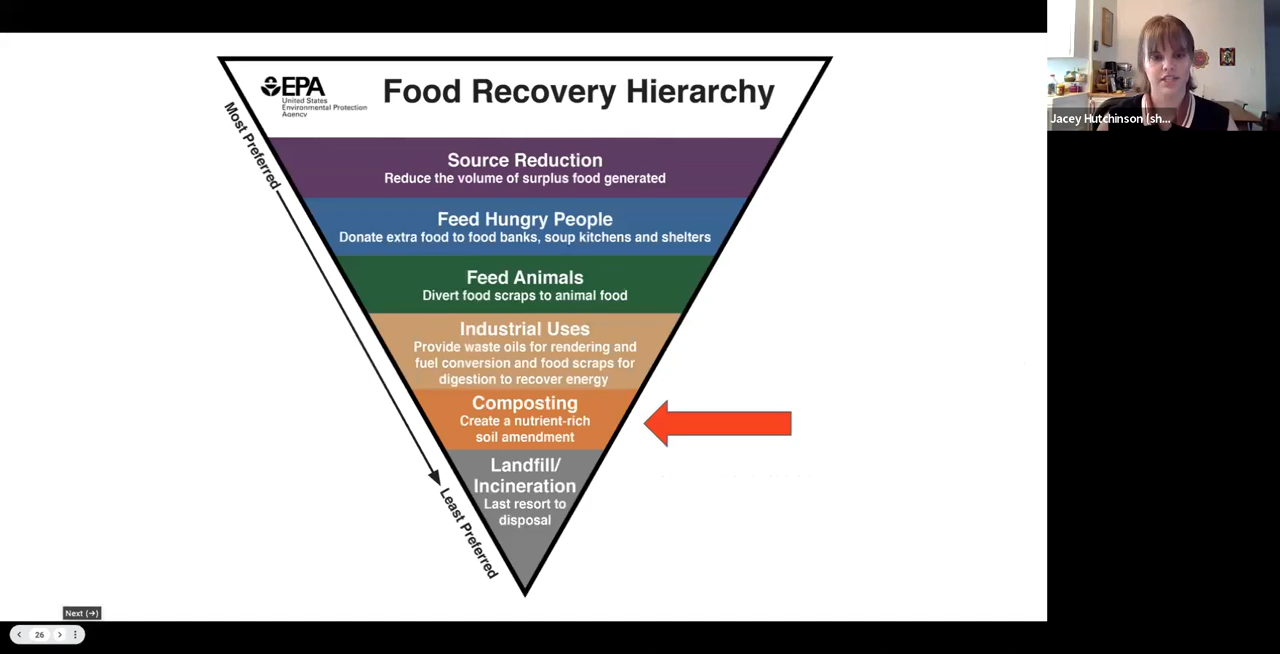 EPA
United States
Environmental Protection
Agency
Food Recovery Hierarchy
Most Preferred
Source Reduction
Reduce the volume of surplus food generated
Feed Hungry People
Donate extra food to food banks, soup kitchens and shelters
Feed Animals
Divert food scraps to animal food
Industrial Uses
Provide waste oils for rendering and
fuel conversion and food scraps for
digestion to recover energy
Composting
Create a nutrient-rich
soil amendment
Landfill/
Incineration
Last resort to
disposal
Least Preferred
Jacey Hutchinson (sh...
Next (→)
26